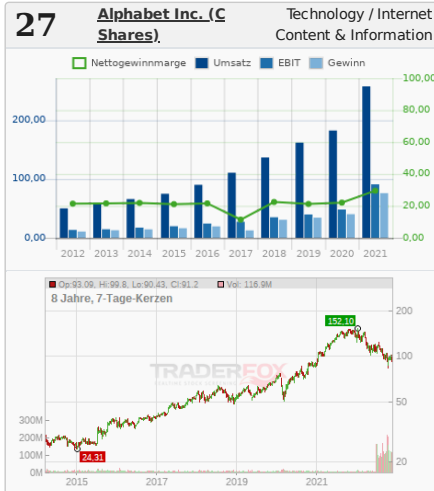 27
Alphabet Inc. (C
Shares)
Technology / Internet
Content & Information
Nettogewinnmarge Umsatz EBIT Gewinn
100,00
200,00 80,00
60,00
100,00 40,00
20,00
0,00 0,00
2012 2013 2014 2015 2016 2017 2018 2019 2020 2021
Op:93.09, Hi:99.8, Lo:90.43, Cl:91.2 Vol: 116.9M
8 Jahre, 7-Tage-Kerzen
152.10
200
TRADERFOX
100
50
300M
200M
100M
0M
24.31
20
2015 2017 2019 2021